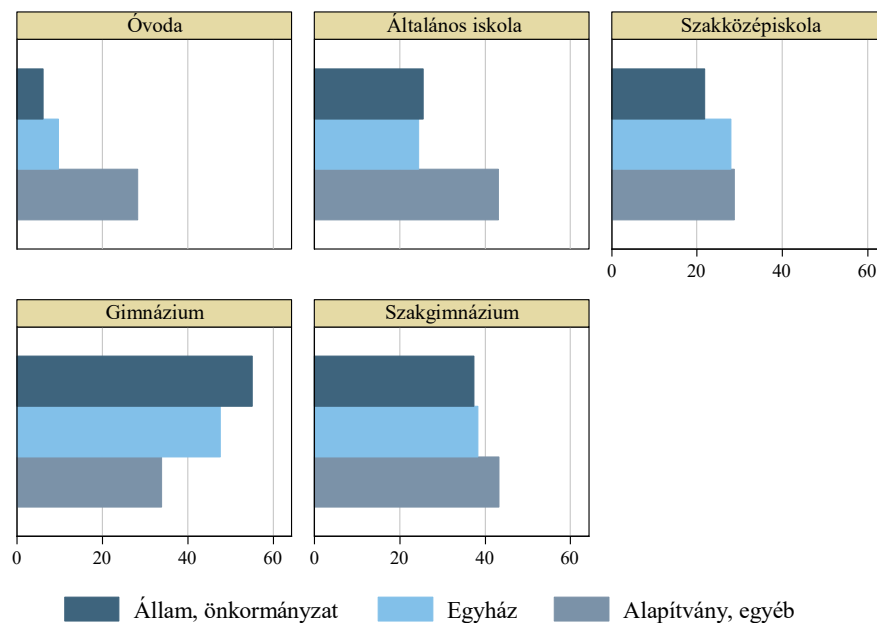 Óvoda
Általános iskola
Szakközépiskola
0 20 40 60
Gimnázium
Szakgimnázium
0 20 40 60
0 20 40 60
Állam, önkormányzat
Egyház
Alapítvány, egyéb